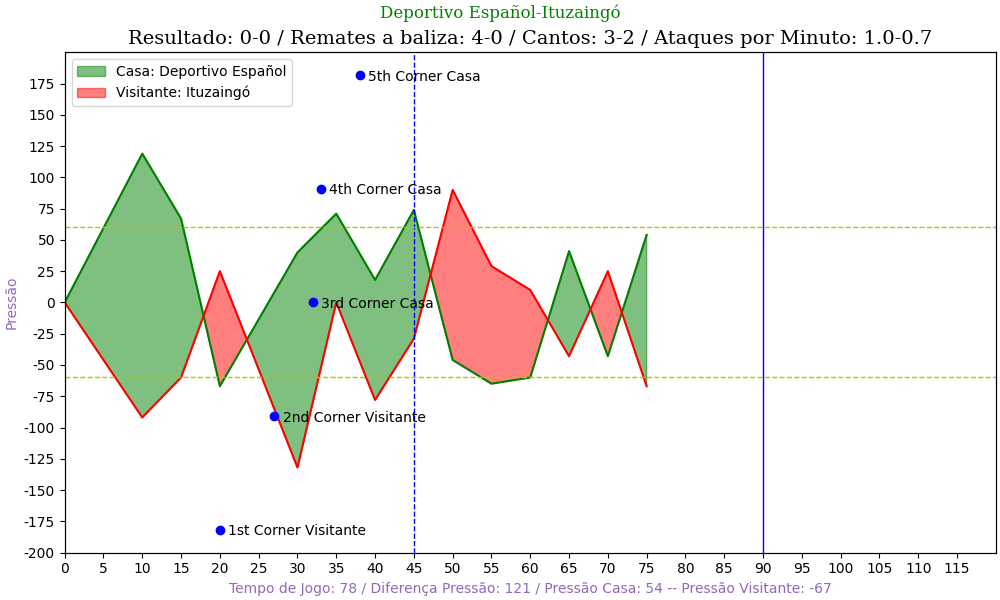 Deportivo Español-Ituzaingó
Resultado: 0-0 / Remates a baliza: 4-0 / Cantos: 3-2 / Ataques por Minuto: 1.0-0.7
Casa: Deportivo Español
Visitante: Ituzaingó
5th Corner Casa
4th Corner Casa
3rd Corner Casa
2nd Corner Visitante
1st Corner Visitante
Pressão
175
150
125
100
75
50
25
0
-25
-50
-75
-100
-125
-150
-175
-200
0 5 10 15 20 25 30 35 40 45 50 55 60 65 70 75 80 85 90 95 100 105 110 115
Tempo de Jogo: 78 / Diferença Pressão: 121 / Pressão Casa: 54 -- Pressão Visitante: -67